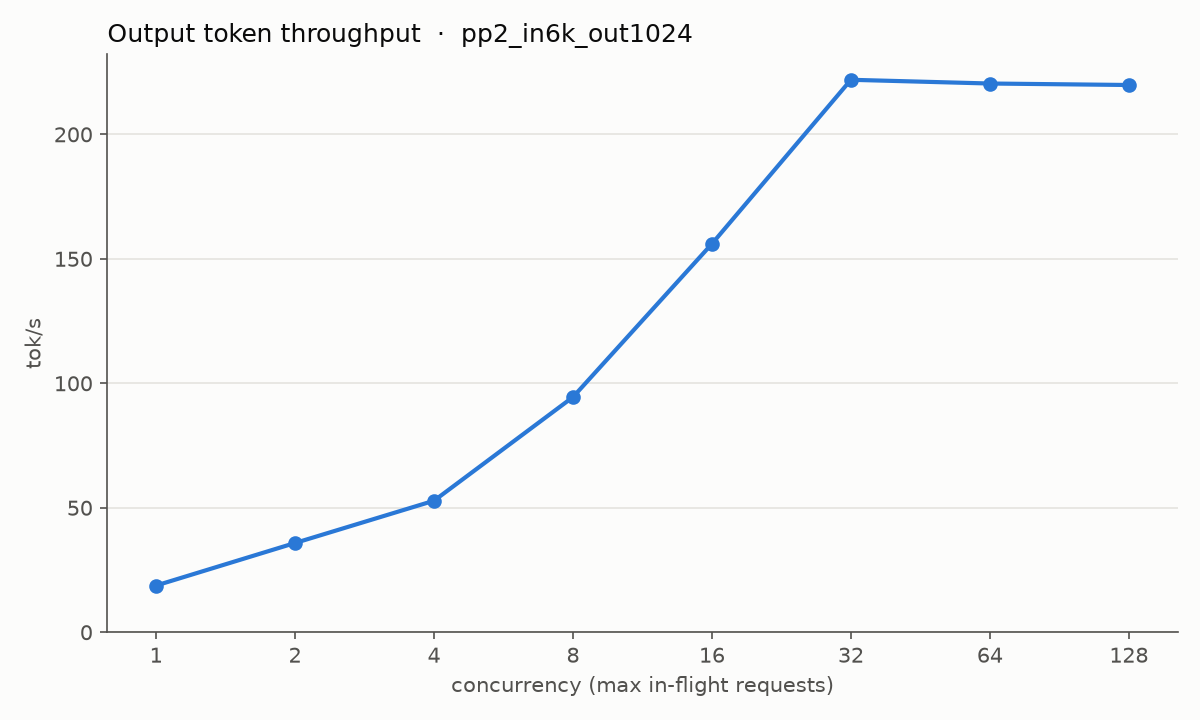 Output token throughput · pp2_in6k_out1024
tok/s
200
150
100
50
0
1 2 4 8 16 32 64 128
concurrency (max in-flight requests)